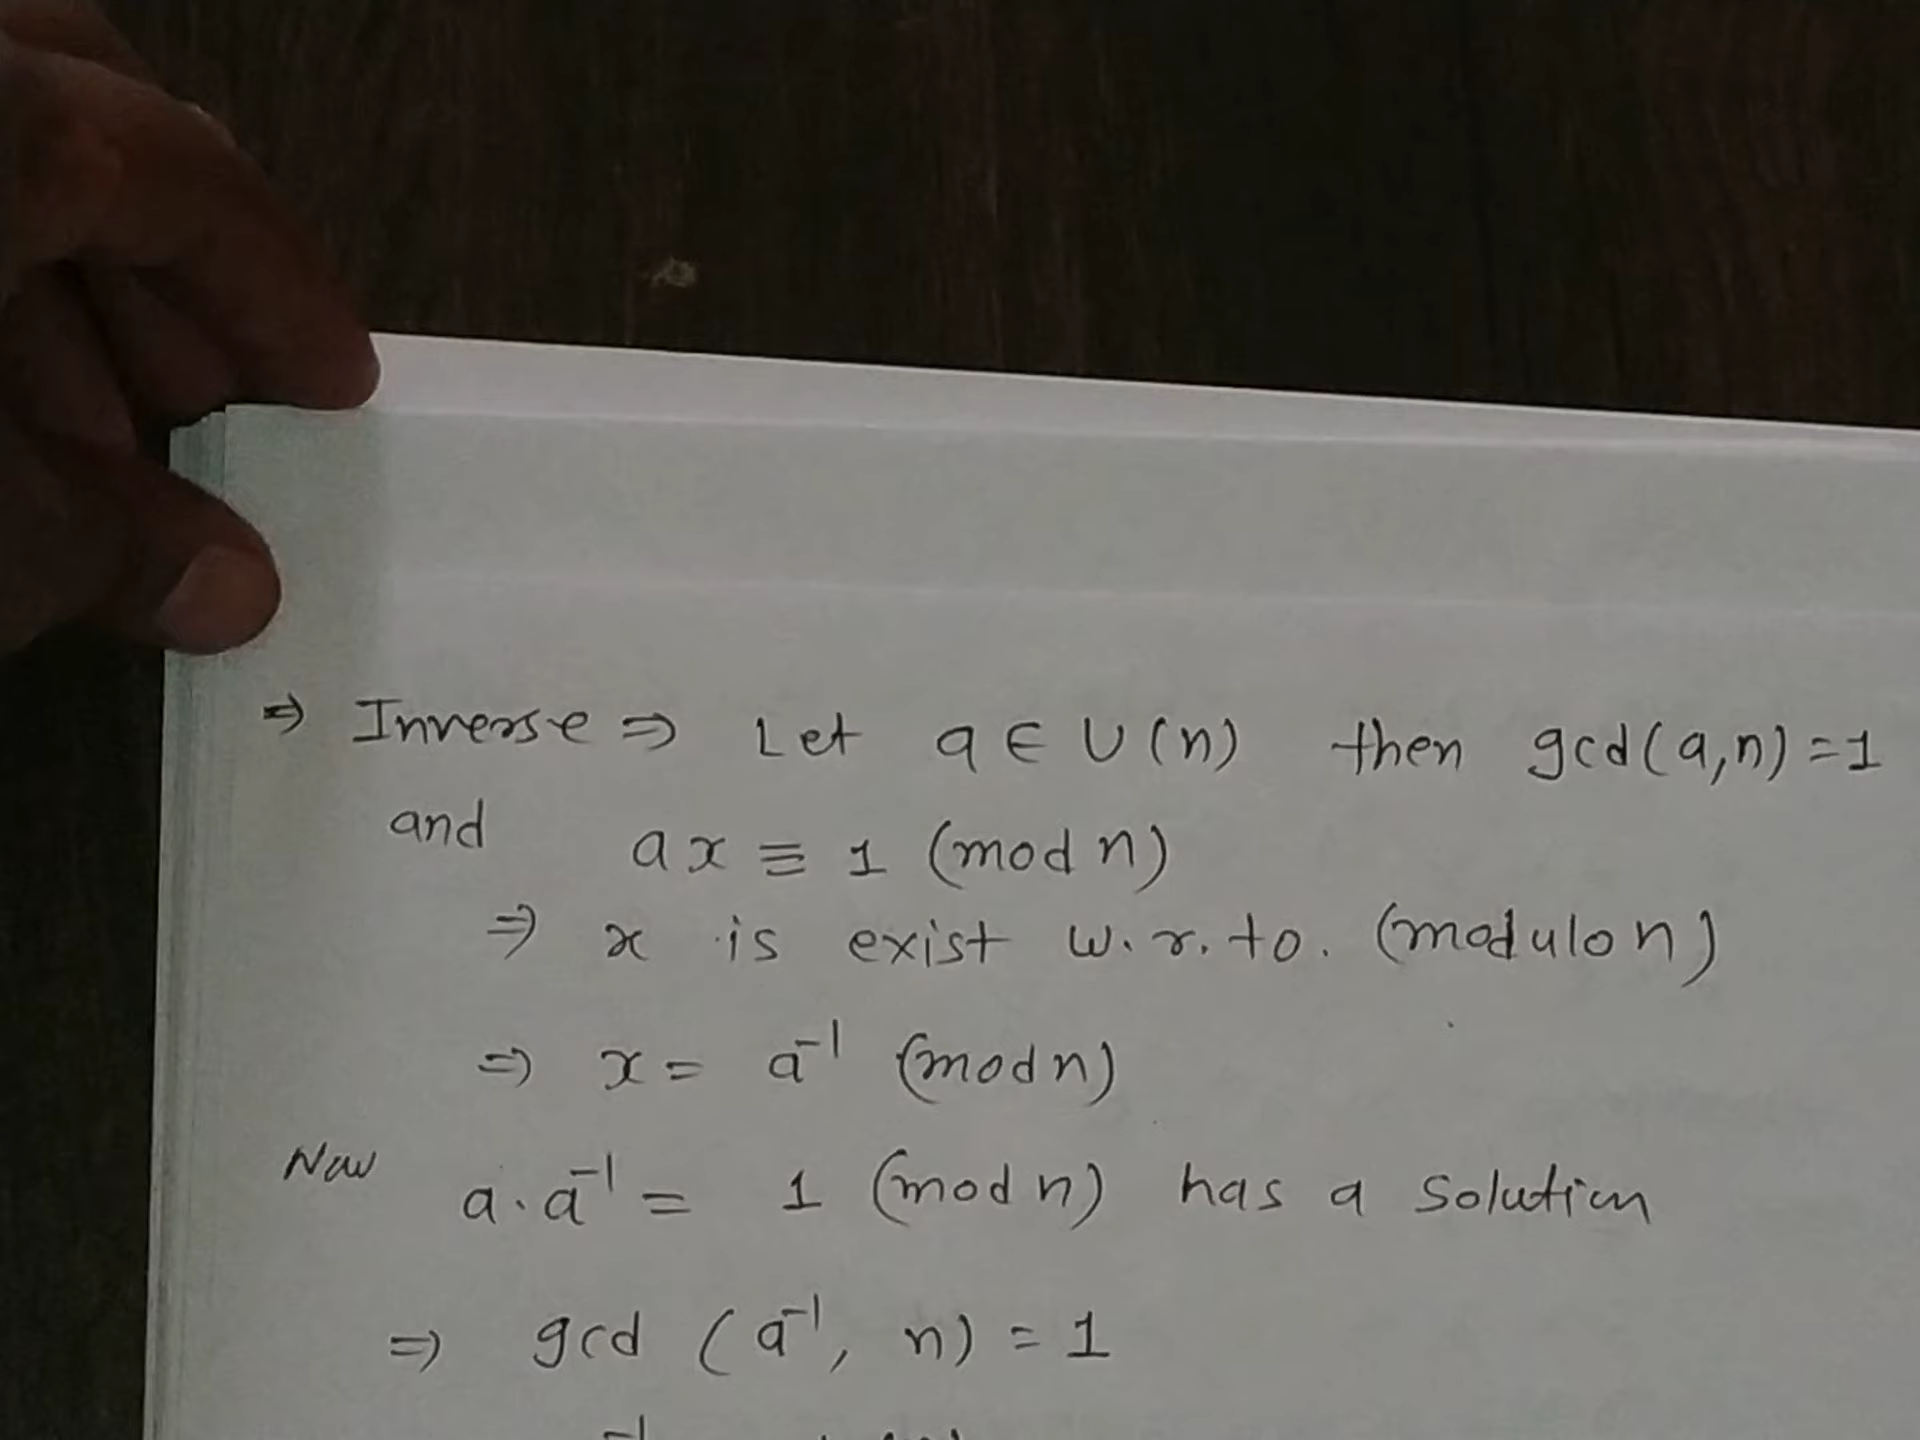 ⇒ Inverse ⇒ Let a ∈ U(n) then gcd(a,n)=1
and ax ≡ 1 (mod n)
⇒ x is exist w.r.to. (modulo n)
⇒ x = a⁻¹ (mod n)
Now a.a⁻¹ = 1 (mod n) has a solution
⇒ gcd (a⁻¹, n) = 1